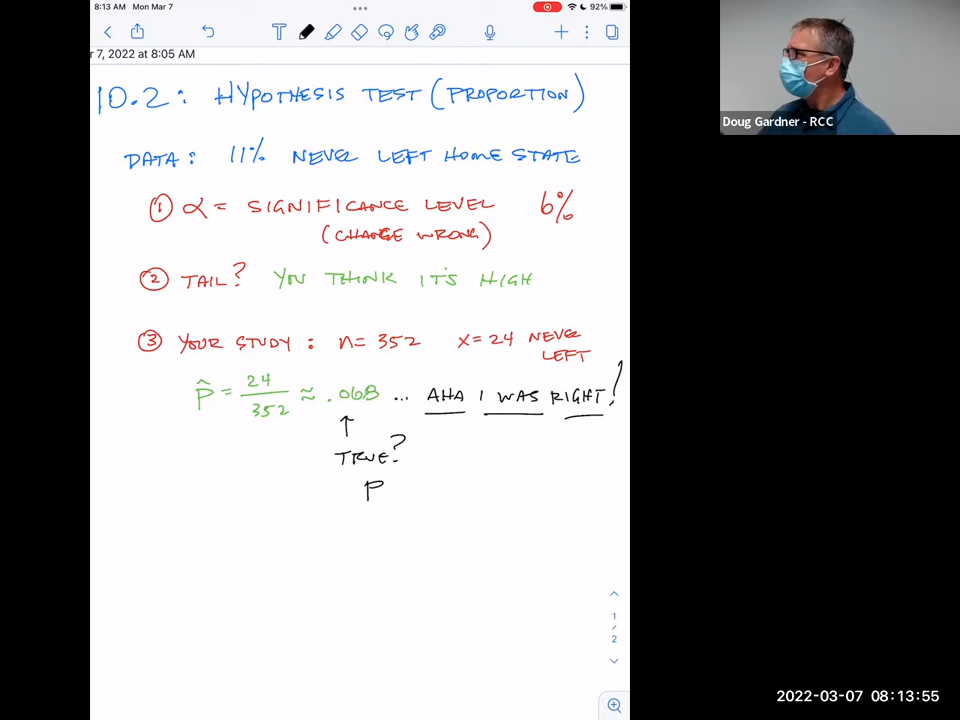 8:13 AM Mon Mar 7
92%
r 7, 2022 at 8:05 AM
10.2: HYPOTHESIS TEST (PROPORTION)
DATA: 11% NEVER LEFT HOME STATE
① α = SIGNIFICANCE LEVEL 6%
(CHANGE WRONG)
② TAIL? YOU THINK IT'S HIGH
③ YOUR STUDY: n = 352 x = 24 NEVER
LEFT
p̂ = 24/352 ≈ .068 ... AHA I WAS RIGHT!
↑
TRUE?
P
1
/
2
Doug Gardner - RCC
2022-03-07 08:13:55